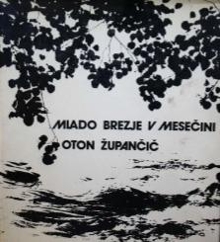 MLADO BREZJE V MESEČINI
OTON ŽUPANČIČ